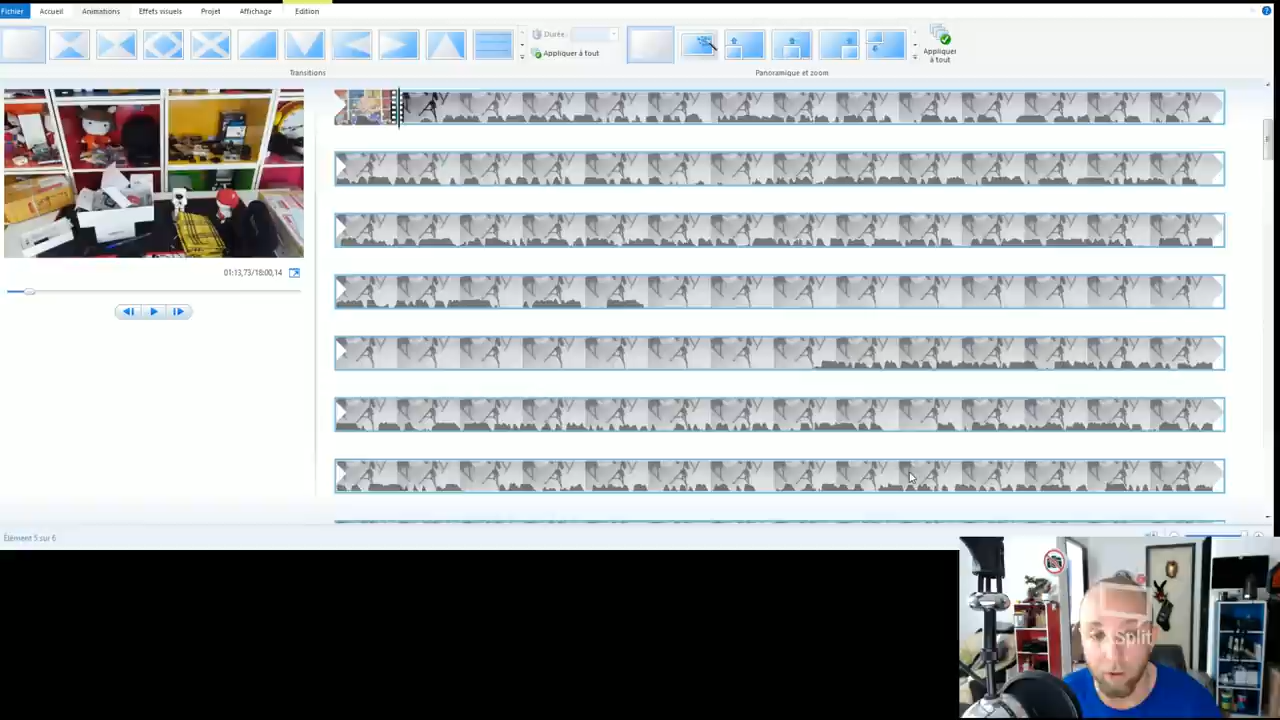 Fichier Accueil Animations Effets visuels Projet Affichage Edition
Durée:
Appliquer à tout
Appliquer
à tout
Transitions
Panoramique et zoom
01:13,73/18:00,14
Élément 5 sur 6
Split